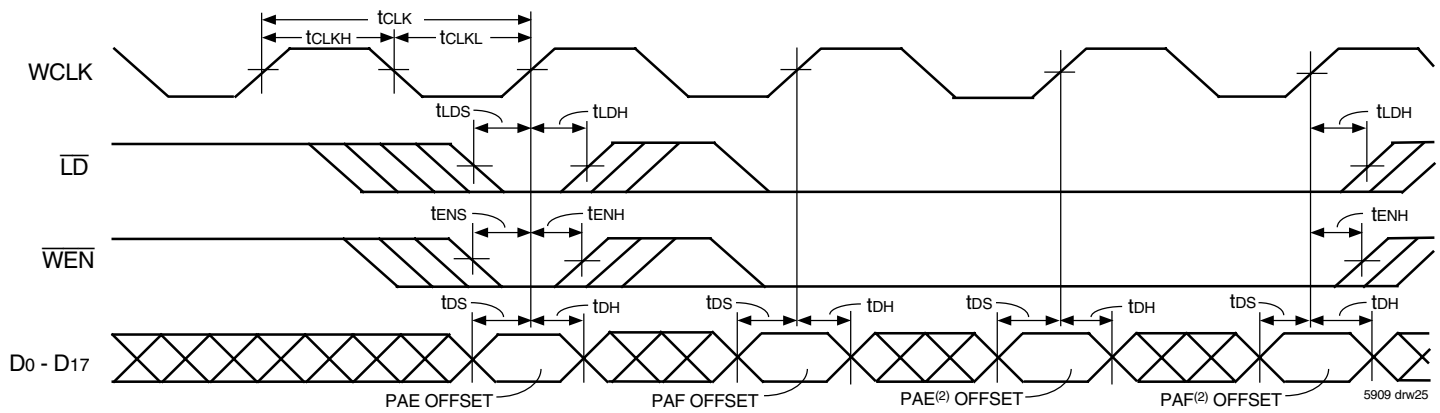 tCLK
tCLKH tCLKL
WCLK
tLDS tLDH tLDH
LD
tENS tENH tENH
WEN
tDS tDH tDS tDH tDS tDH tDS tDH
D0 - D17
PAE OFFSET PAF OFFSET PAE(2) OFFSET PAF(2) OFFSET 5909 drw25